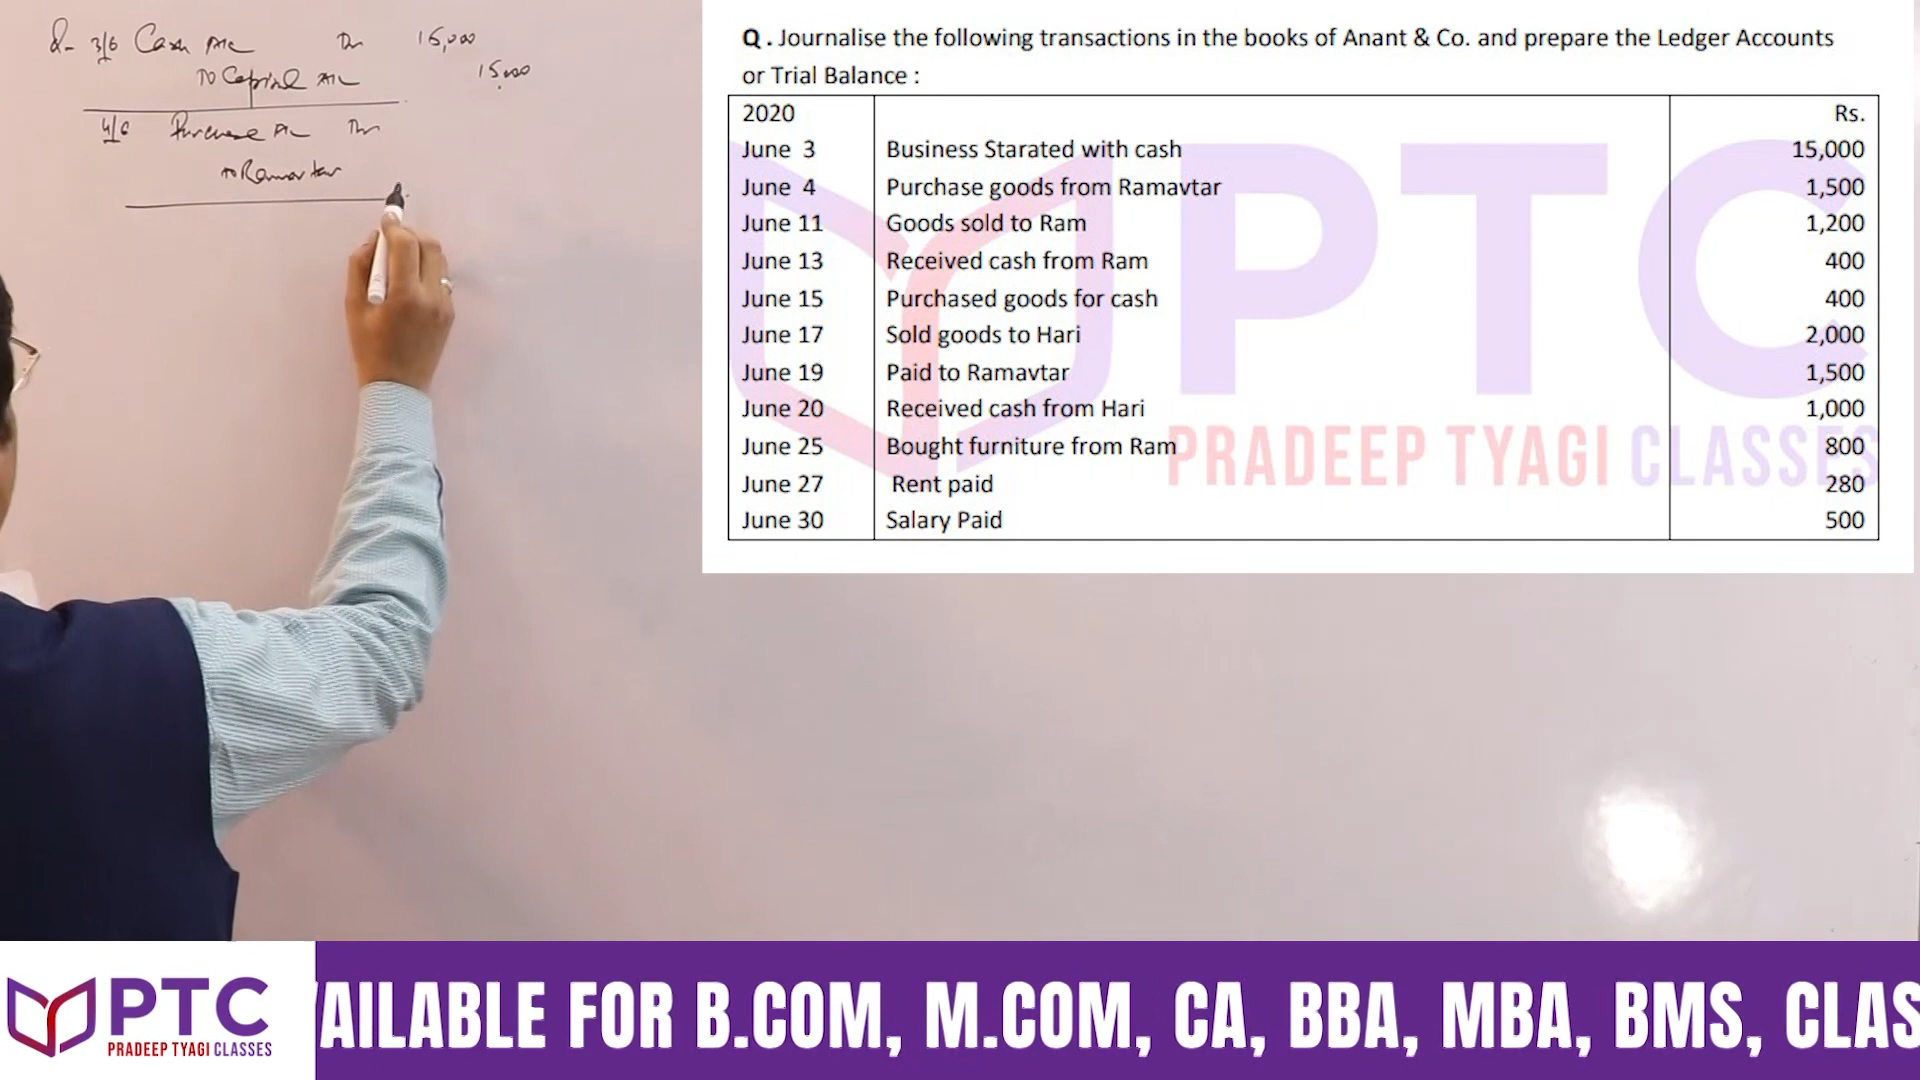 Q- 3/6 Cash A/c Dr 15,000
To Capital A/c 15,000
4/6 Purchase A/c Dr
To Ramavtar
Q . Journalise the following transactions in the books of Anant & Co. and prepare the Ledger Accounts
or Trial Balance :
2020 Rs.
June 3 Business Starated with cash 15,000
June 4 Purchase goods from Ramavtar 1,500
June 11 Goods sold to Ram 1,200
June 13 Received cash from Ram 400
June 15 Purchased goods for cash 400
June 17 Sold goods to Hari 2,000
June 19 Paid to Ramavtar 1,500
June 20 Received cash from Hari 1,000
June 25 Bought furniture from Ram 800
June 27 Rent paid 280
June 30 Salary Paid 500
PTC
PRADEEP TYAGI CLASSES
PTC
PRADEEP TYAGI CLASSES
AILABLE FOR B.COM, M.COM, CA, BBA, MBA, BMS, CLAS